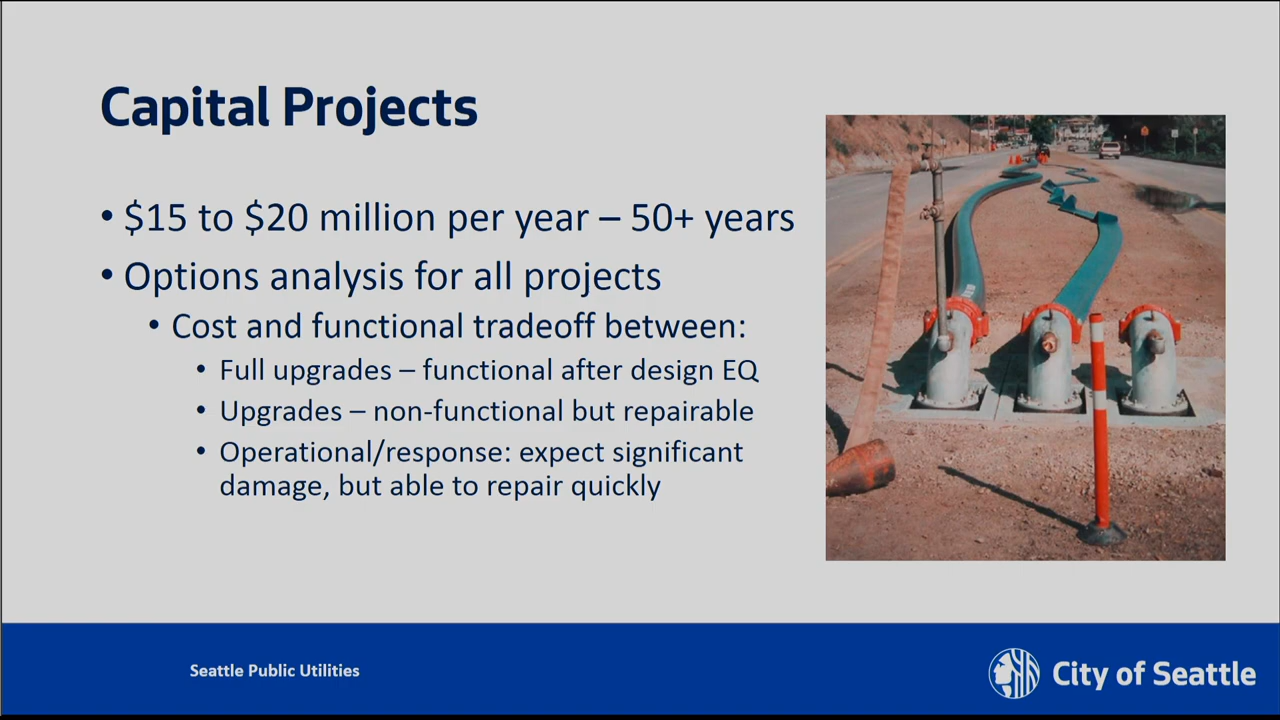 Capital Projects
• $15 to $20 million per year – 50+ years
• Options analysis for all projects
• Cost and functional tradeoff between:
• Full upgrades – functional after design EQ
• Upgrades – non-functional but repairable
• Operational/response: expect significant
damage, but able to repair quickly
Seattle Public Utilities
City of Seattle